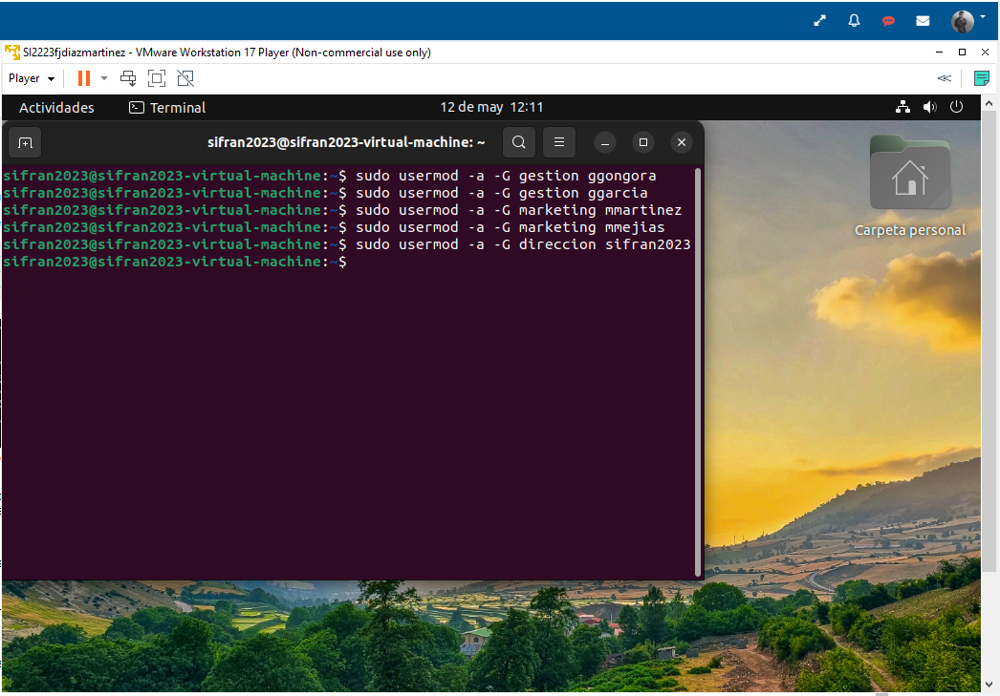 SI2223fjdiazmartinez - VMware Workstation 17 Player (Non-commercial use only)
Player
Actividades
Terminal
12 de may 12:11
sifran2023@sifran2023-virtual-machine: ~
sifran2023@sifran2023-virtual-machine:~$ sudo usermod -a -G gestion ggongora
sifran2023@sifran2023-virtual-machine:~$ sudo usermod -a -G gestion ggarcia
sifran2023@sifran2023-virtual-machine:~$ sudo usermod -a -G marketing mmartinez
sifran2023@sifran2023-virtual-machine:~$ sudo usermod -a -G marketing mmejias
sifran2023@sifran2023-virtual-machine:~$ sudo usermod -a -G direccion sifran2023
sifran2023@sifran2023-virtual-machine:~$
Carpeta personal